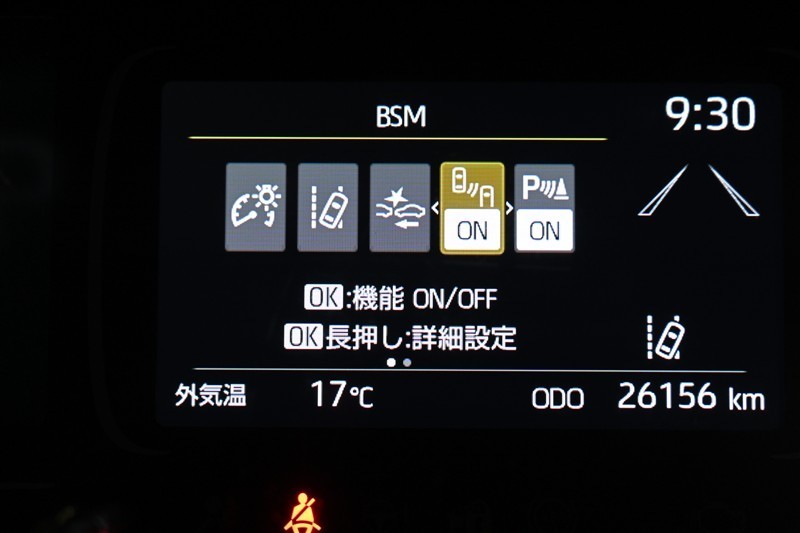 BSM
9:30
P
ON ON
OK:機能 ON/OFF
OK長押し:詳細設定
外気温 17℃ ODO 26156 km